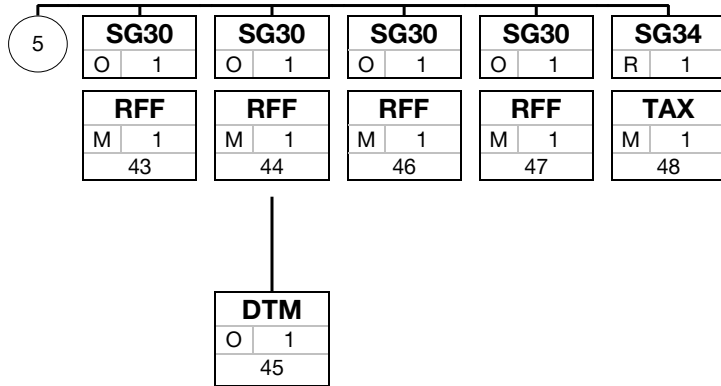 5
SG30 SG30 SG30 SG30 SG34
O 1 O 1 O 1 O 1 R 1
RFF RFF RFF RFF TAX
M 1 M 1 M 1 M 1 M 1
43 44 46 47 48
DTM
O 1
45